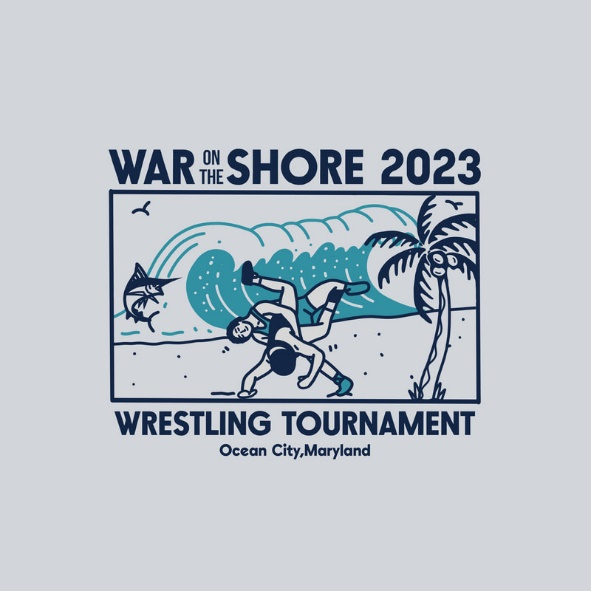 WAR ON THE SHORE 2023
WRESTLING TOURNAMENT
Ocean City,Maryland